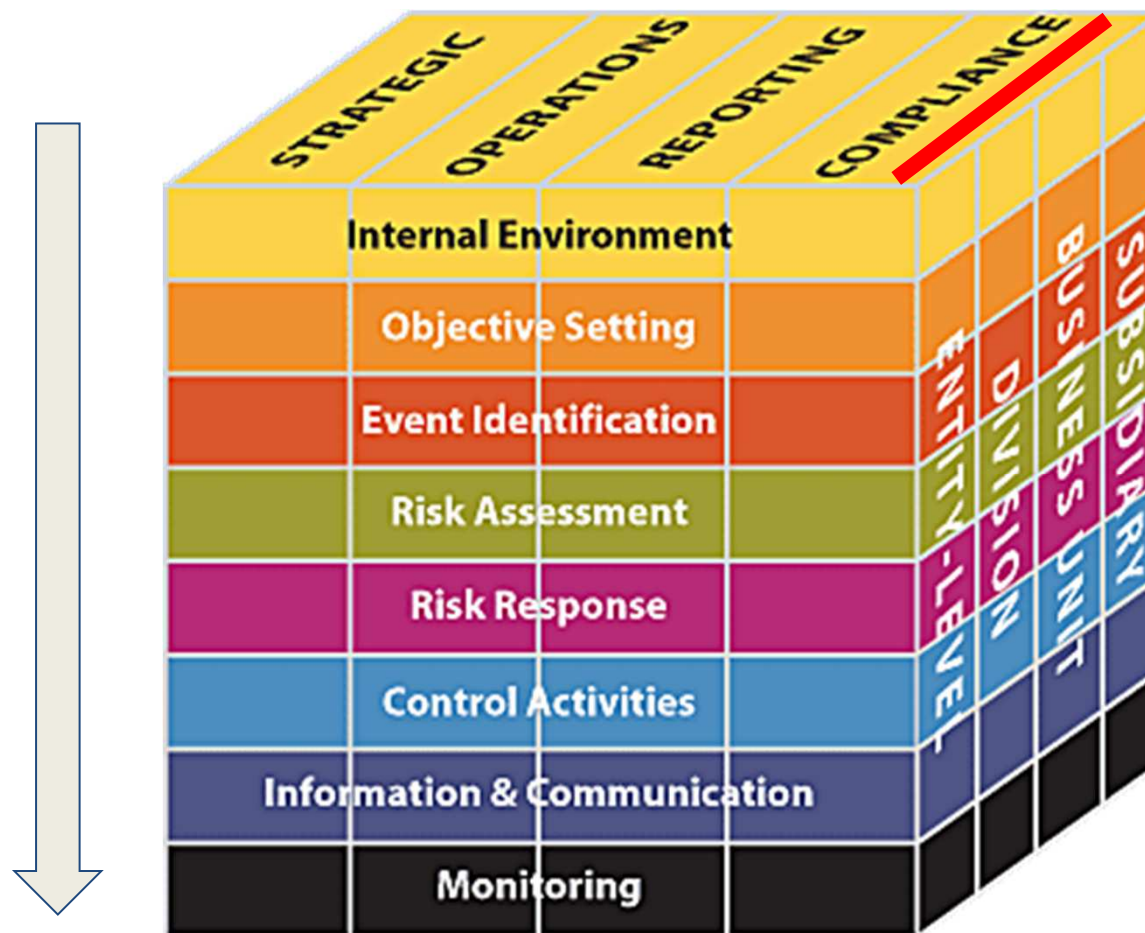 STRATEGIC
OPERATIONS
REPORTING
COMPLIANCE
Internal Environment
Objective Setting
Event Identification
Risk Assessment
Risk Response
Control Activities
Information & Communication
Monitoring
ENTITY-LEVEL
DIVISION
BUSINESS UNIT
SUBSIDIARY